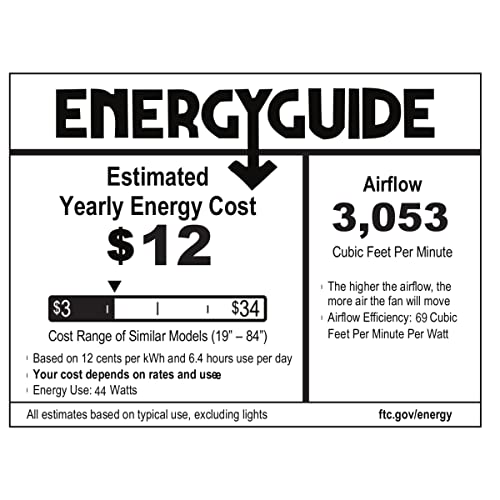 ENERGYGUIDE
Estimated
Yearly Energy Cost
$12
$3 $34
Cost Range of Similar Models (19” – 84”)
Based on 12 cents per kWh and 6.4 hours use per day
Your cost depends on rates and use
Energy Use: 44 Watts
Airflow
3,053
Cubic Feet Per Minute
The higher the airflow, the
more air the fan will move
Airflow Efficiency: 69 Cubic
Feet Per Minute Per Watt
All estimates based on typical use, excluding lights
ftc.gov/energy